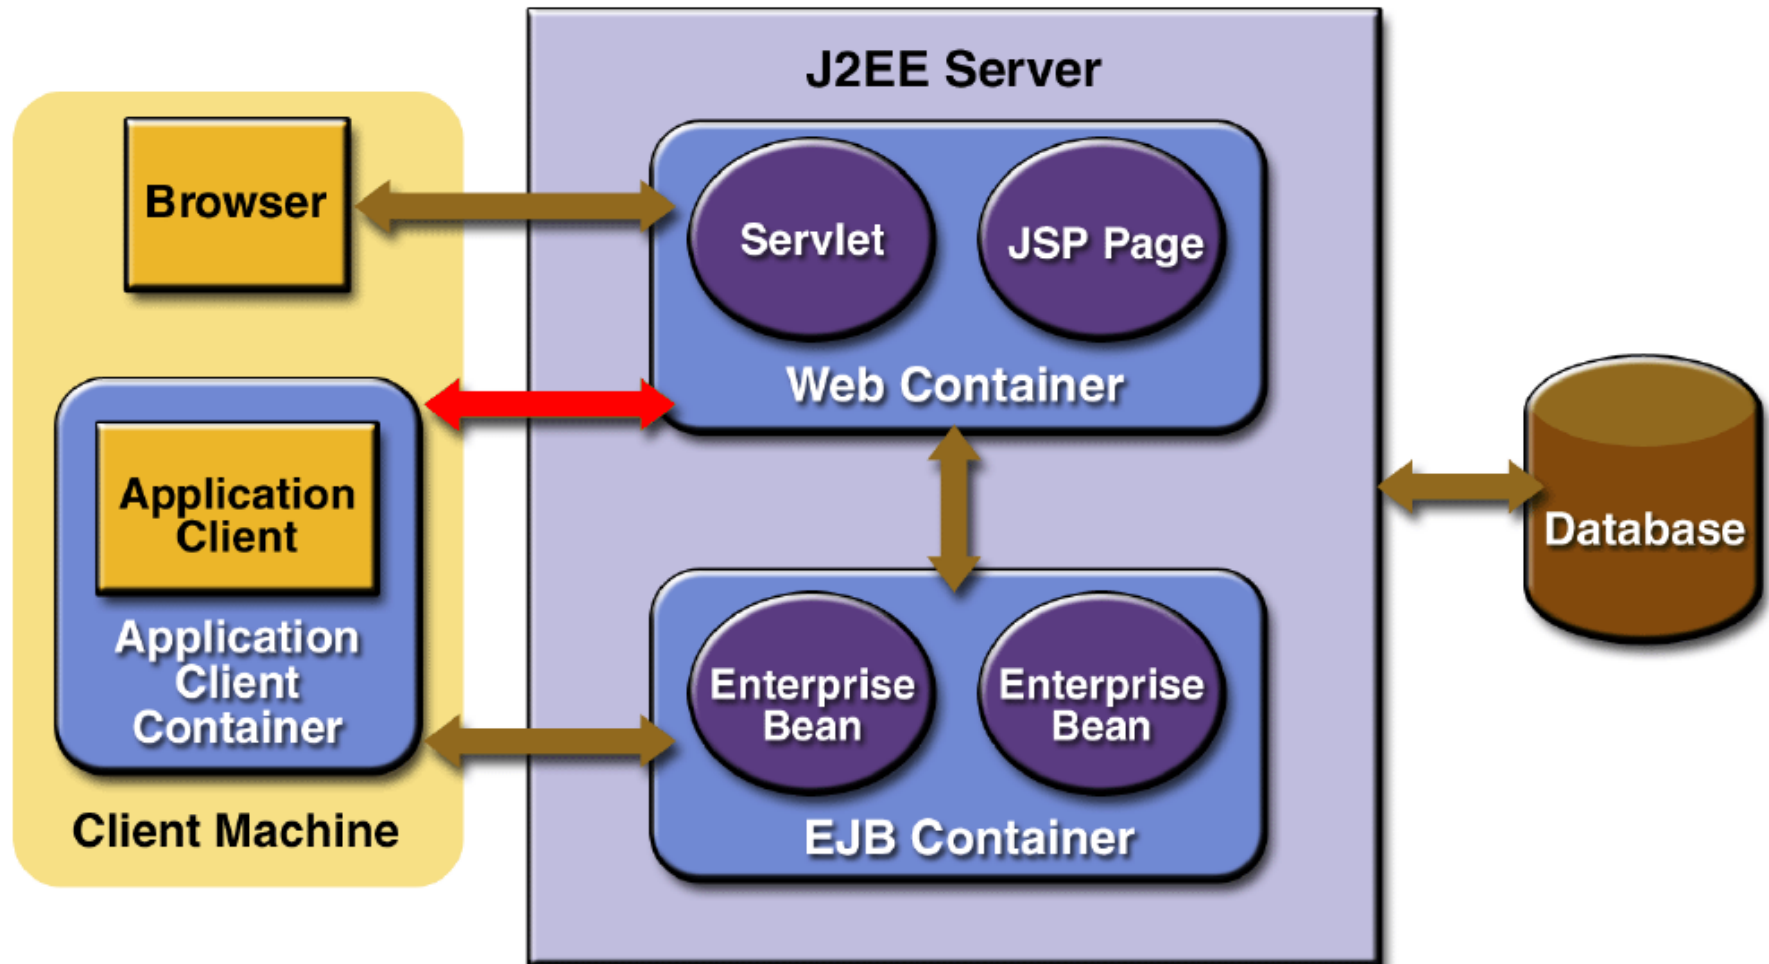 J2EE Server
Browser
Servlet
JSP Page
Web Container
Application
Client
Application
Client
Container
Client Machine
Enterprise
Bean
Enterprise
Bean
EJB Container
Database